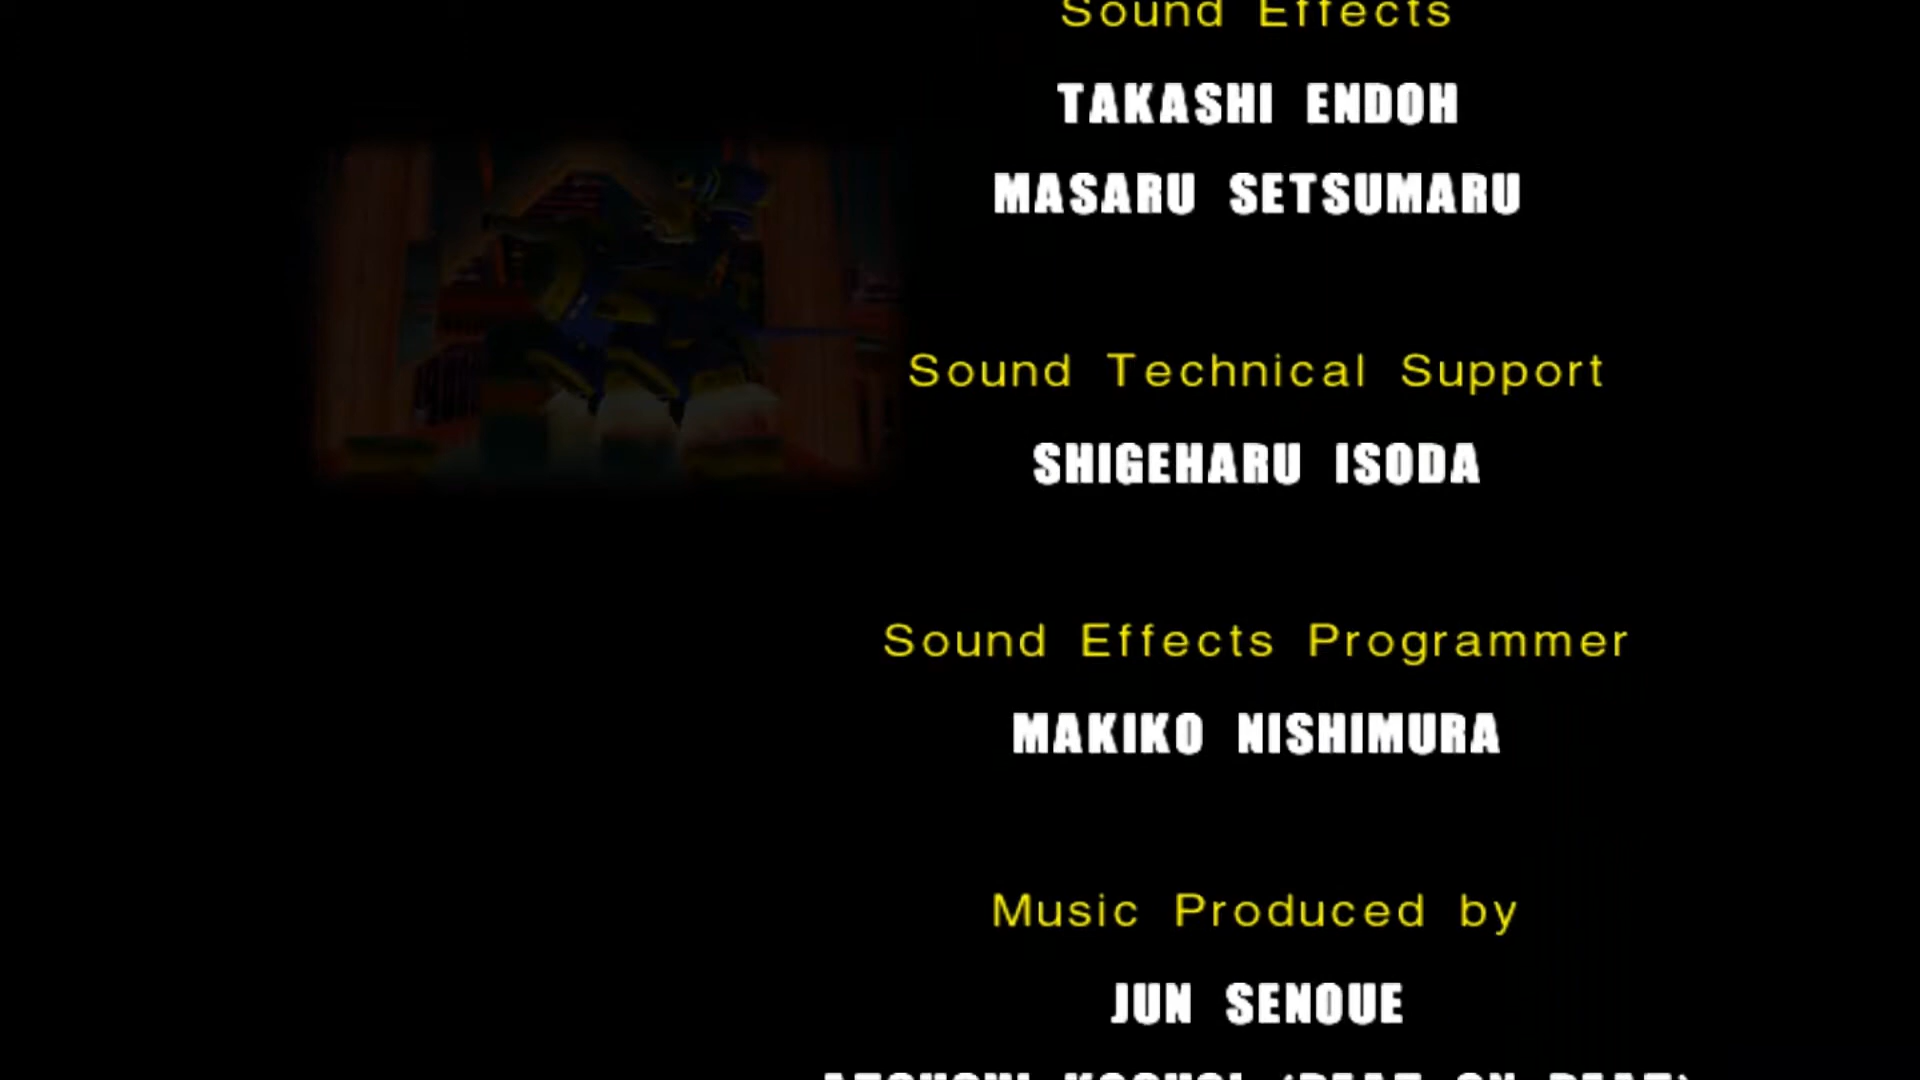 Sound Effects
TAKASHI ENDOH
MASARU SETSUMARU
Sound Technical Support
SHIGEHARU ISODA
Sound Effects Programmer
MAKIKO NISHIMURA
Music Produced by
JUN SENOUE